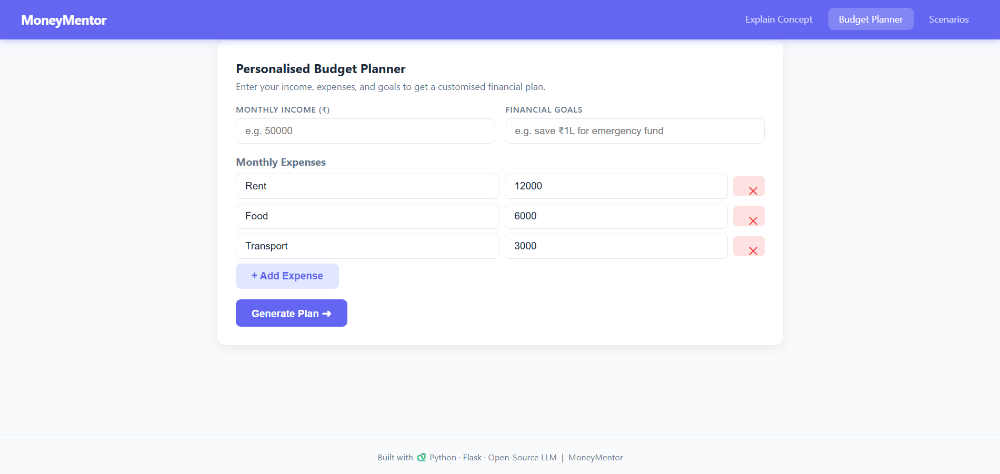 MoneyMentor
Explain Concept
Budget Planner
Scenarios
Personalised Budget Planner
Enter your income, expenses, and goals to get a customised financial plan.
MONTHLY INCOME (₹)
FINANCIAL GOALS
e.g. 50000
e.g. save ₹1L for emergency fund
Monthly Expenses
Rent
12000
Food
6000
Transport
3000
+ Add Expense
Generate Plan ➜
Built with Python · Flask · Open-Source LLM | MoneyMentor